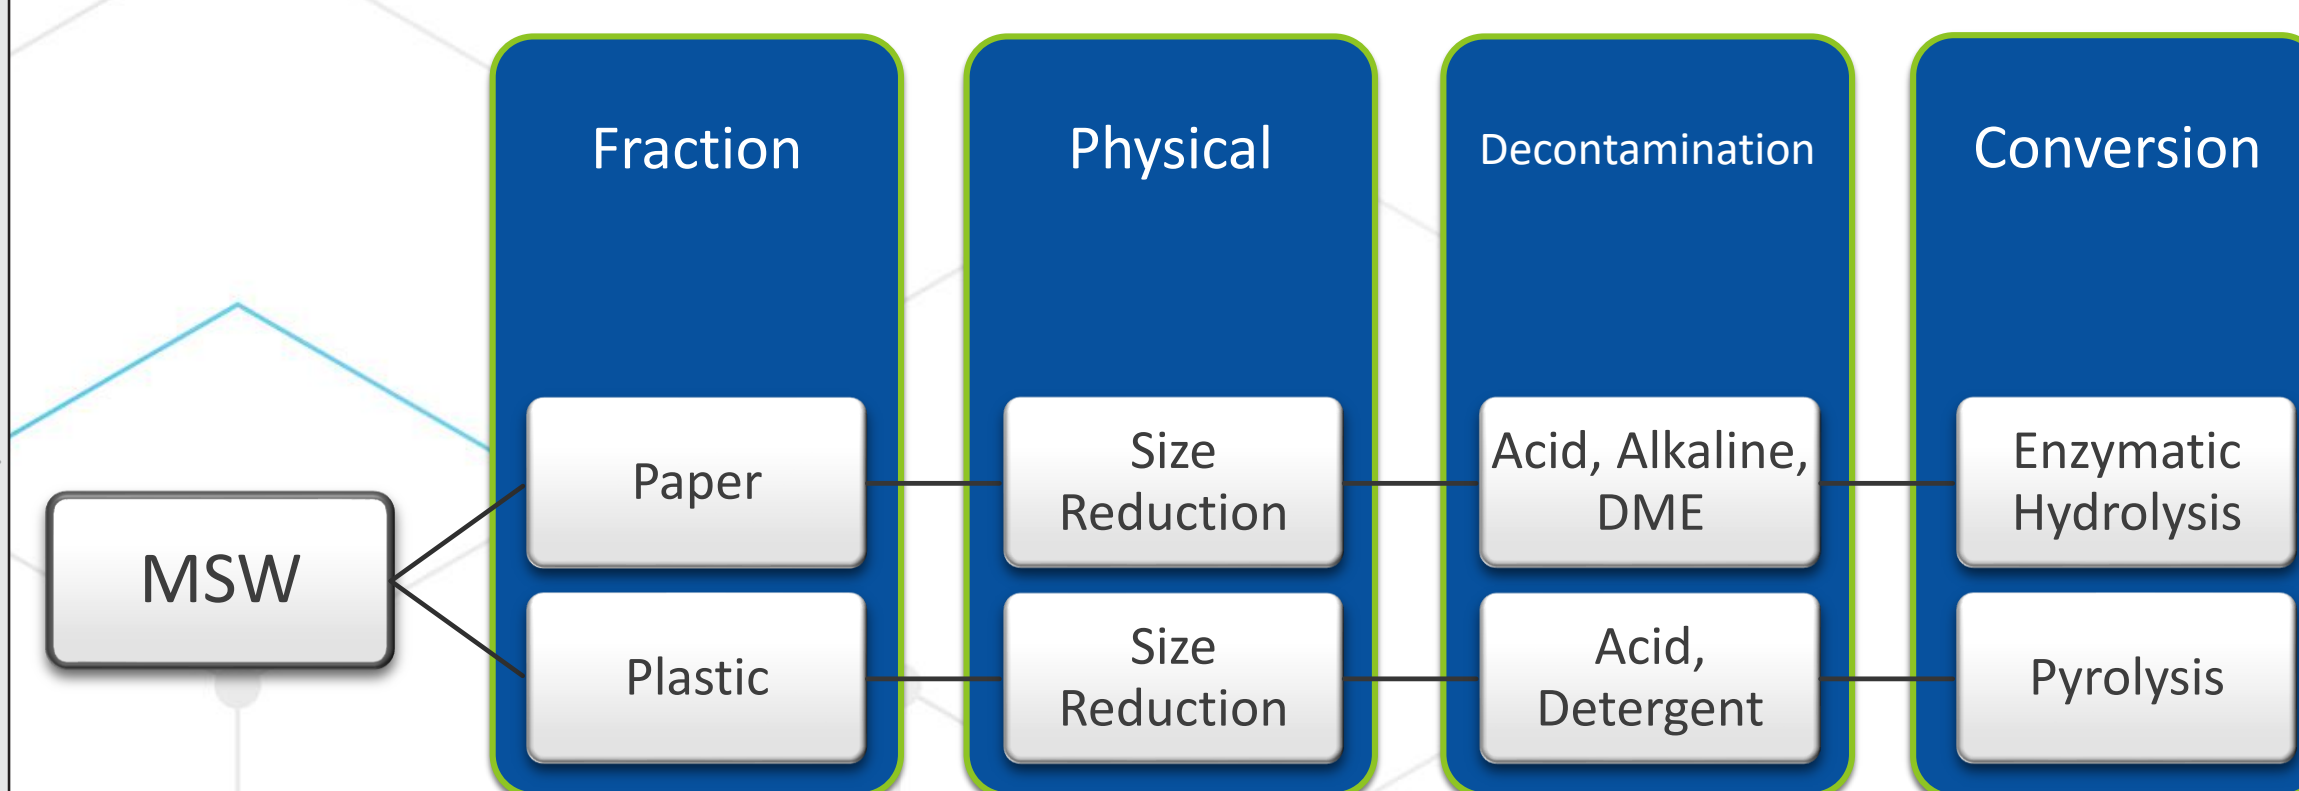 Fraction
Physical
Decontamination
Conversion
MSW
Paper
Size
Reduction
Acid, Alkaline,
DME
Enzymatic
Hydrolysis
Plastic
Size
Reduction
Acid,
Detergent
Pyrolysis